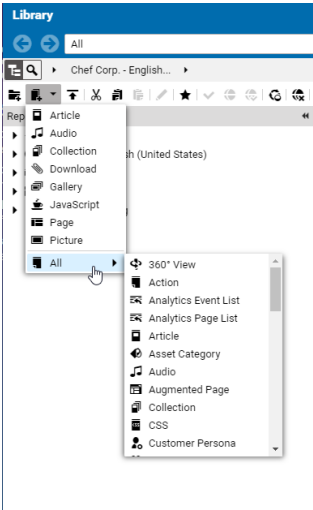 Library
All
Chef Corp. - English...
Rep
Article
Audio
Collection
sh (United States)
Download
Gallery
JavaScript
Page
Picture
All
360° View
Action
Analytics Event List
Analytics Page List
Article
Asset Category
Audio
Augmented Page
Collection
CSS
Customer Persona